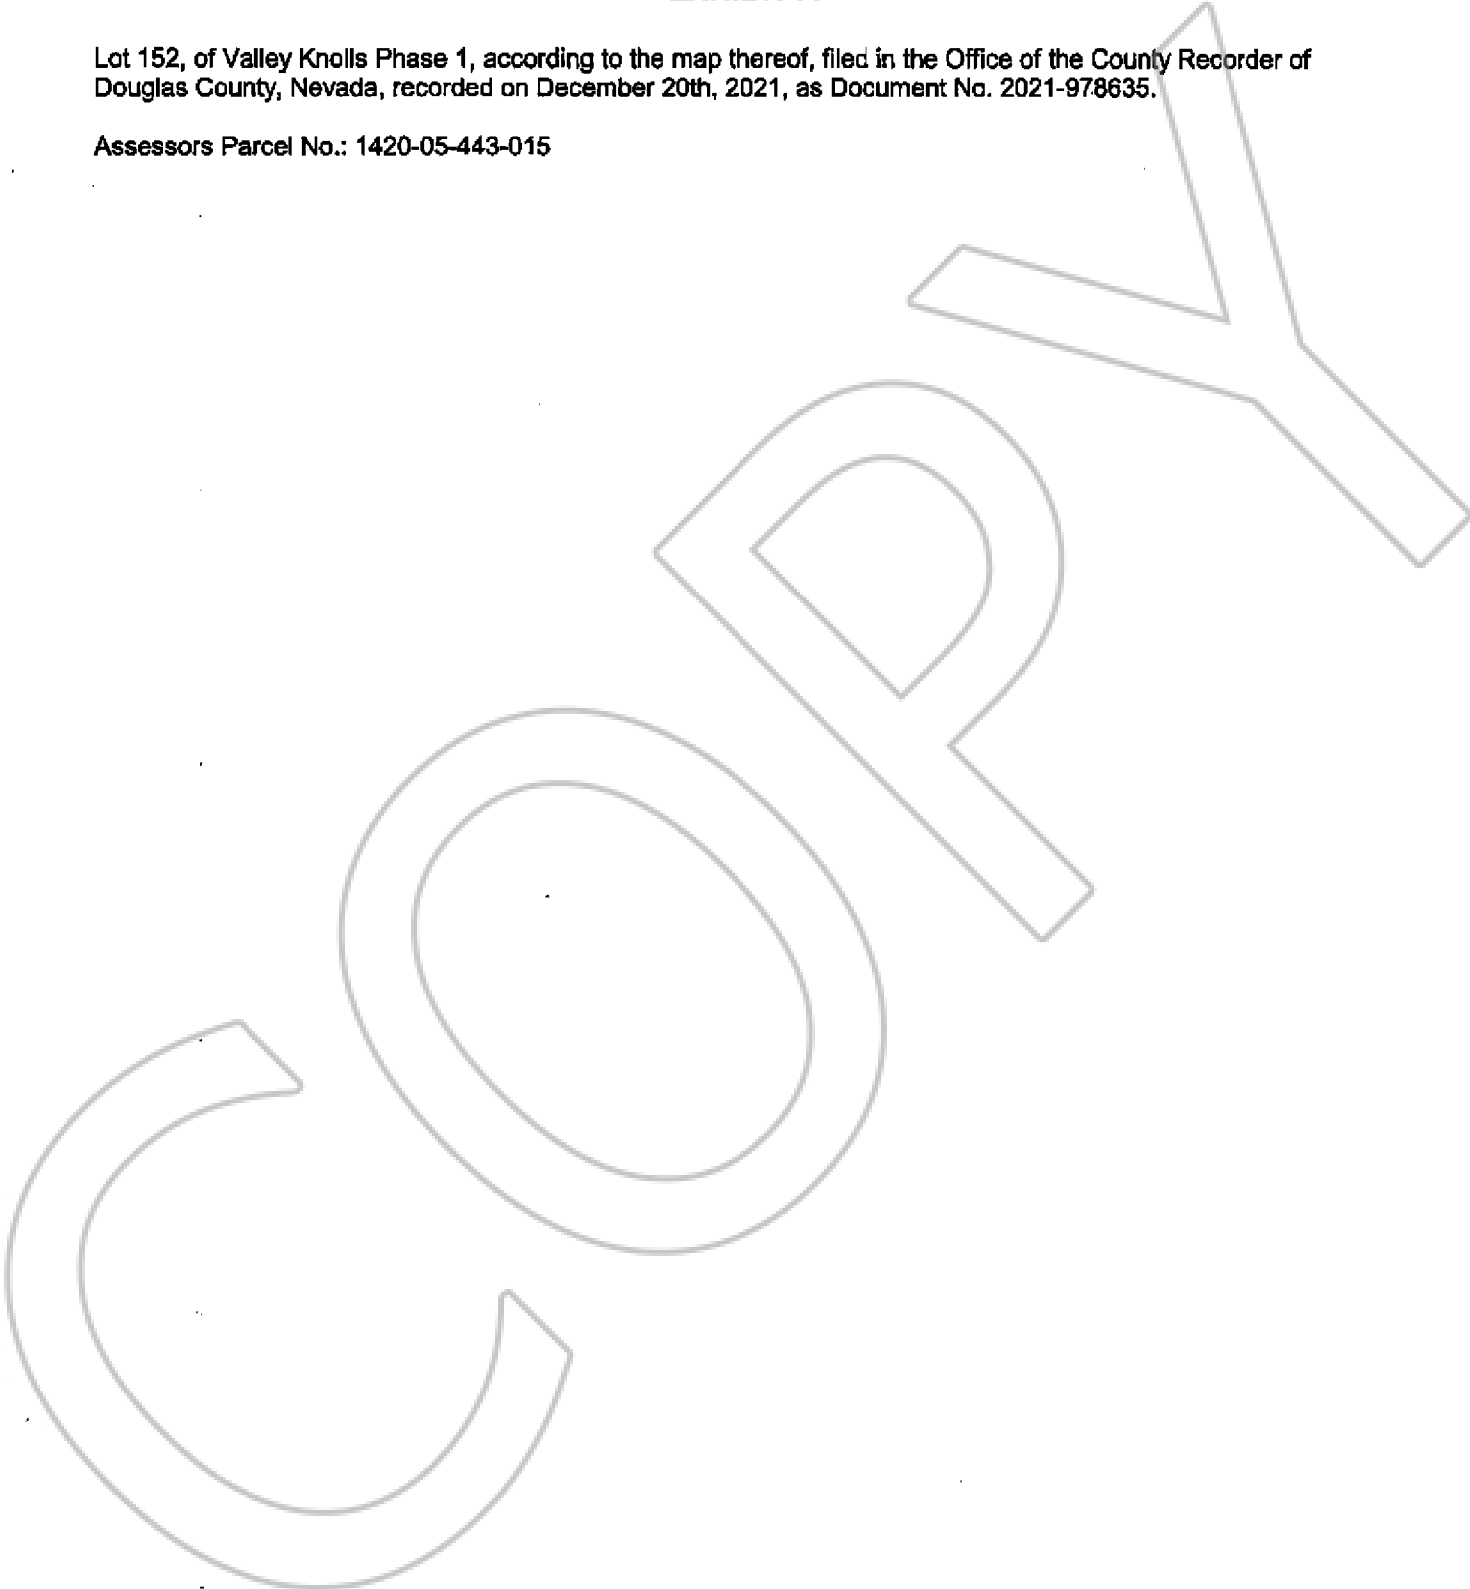 Lot 152, of Valley Knolls Phase 1, according to the map thereof, filed in the Office of the County Recorder of
Douglas County, Nevada, recorded on December 20th, 2021, as Document No. 2021-978635.
Assessors Parcel No.: 1420-05-443-015
COPY